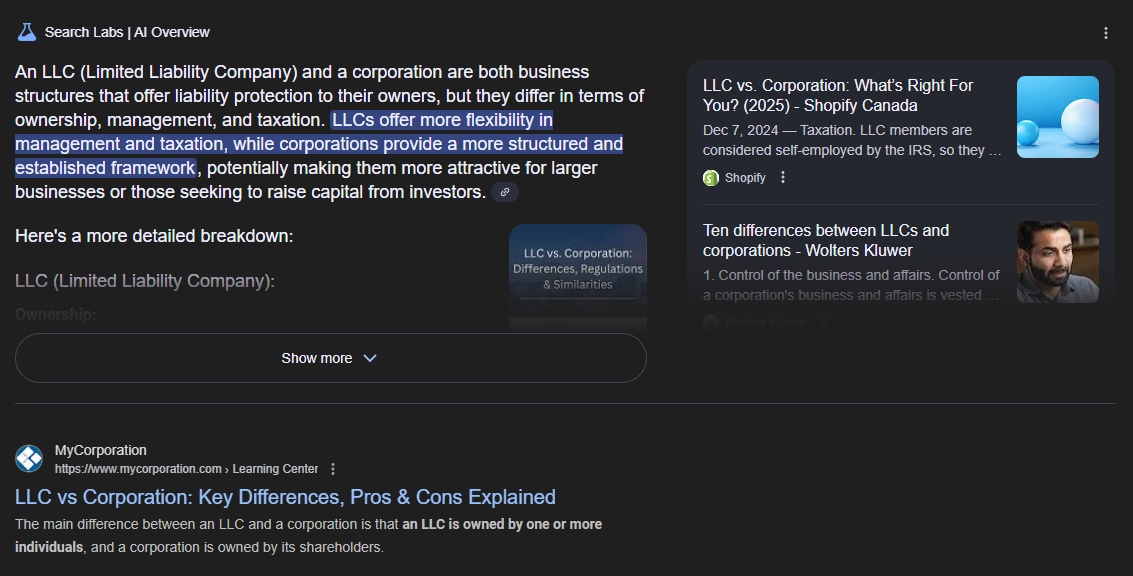 Search Labs | AI Overview
An LLC (Limited Liability Company) and a corporation are both business
structures that offer liability protection to their owners, but they differ in terms of
ownership, management, and taxation. LLCs offer more flexibility in
management and taxation, while corporations provide a more structured and
established framework, potentially making them more attractive for larger
businesses or those seeking to raise capital from investors.
Here's a more detailed breakdown:
LLC (Limited Liability Company):
Ownership:
LLC vs. Corporation:
Differences, Regulations
& Similarities
Show more
LLC vs. Corporation: What's Right For
You? (2025) - Shopify Canada
Dec 7, 2024 — Taxation. LLC members are
considered self-employed by the IRS, so they ...
Shopify
Ten differences between LLCs and
corporations - Wolters Kluwer
1. Control of the business and affairs. Control of
a corporation's business and affairs is vested ...
Wolters Kluwer
MyCorporation
https://www.mycorporation.com › Learning Center
LLC vs Corporation: Key Differences, Pros & Cons Explained
The main difference between an LLC and a corporation is that an LLC is owned by one or more
individuals, and a corporation is owned by its shareholders.